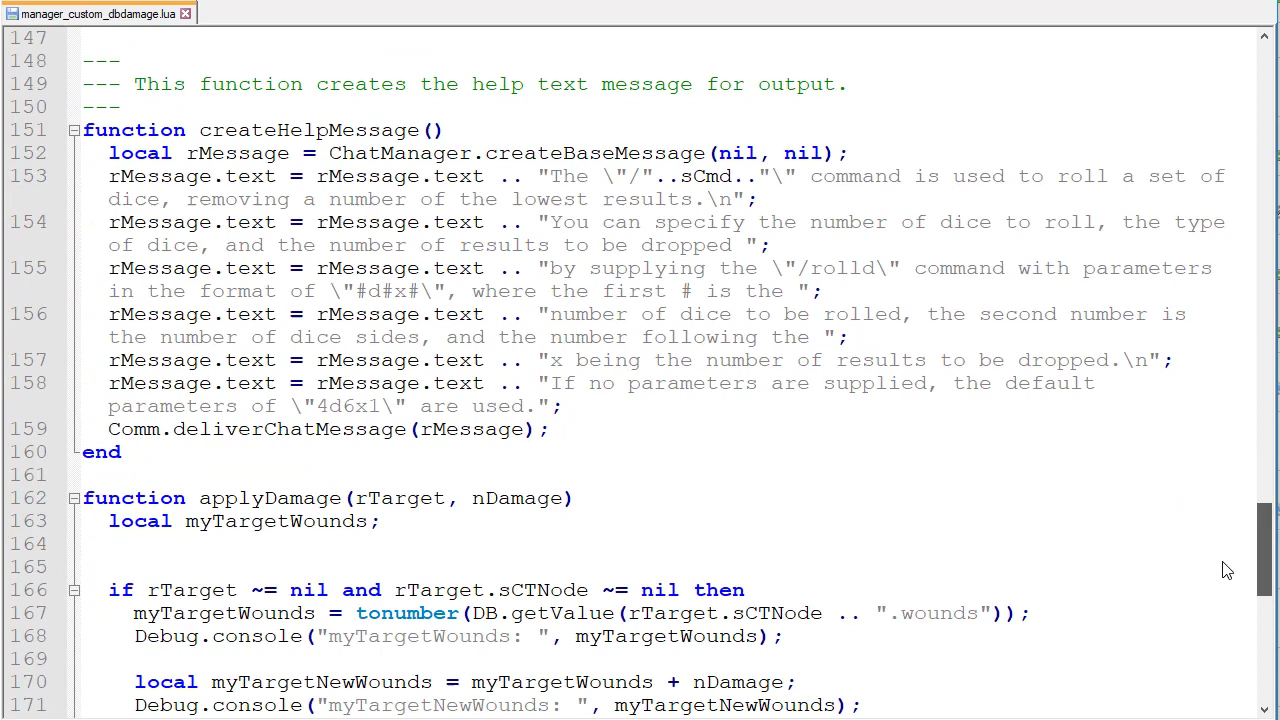 manager_custom_dbdamage.lua
147
148 ---
149 --- This function creates the help text message for output.
150 ---
151 function createHelpMessage()
152 local rMessage = ChatManager.createBaseMessage(nil, nil);
153 rMessage.text = rMessage.text .. "The \"/"..sCmd.."\" command is used to roll a set of
dice, removing a number of the lowest results.\n";
154 rMessage.text = rMessage.text .. "You can specify the number of dice to roll, the type
of dice, and the number of results to be dropped ";
155 rMessage.text = rMessage.text .. "by supplying the \"/rolld\" command with parameters
in the format of \"#d#x#\", where the first # is the ";
156 rMessage.text = rMessage.text .. "number of dice to be rolled, the second number is
the number of dice sides, and the number following the ";
157 rMessage.text = rMessage.text .. "x being the number of results to be dropped.\n";
158 rMessage.text = rMessage.text .. "If no parameters are supplied, the default
parameters of \"4d6x1\" are used.";
159 Comm.deliverChatMessage(rMessage);
160 end
161
162 function applyDamage(rTarget, nDamage)
163 local myTargetWounds;
164
165
166 if rTarget ~= nil and rTarget.sCTNode ~= nil then
167 myTargetWounds = tonumber(DB.getValue(rTarget.sCTNode .. ".wounds"));
168 Debug.console("myTargetWounds: ", myTargetWounds);
169
170 local myTargetNewWounds = myTargetWounds + nDamage;
171 Debug.console("myTargetNewWounds: ", myTargetNewWounds);